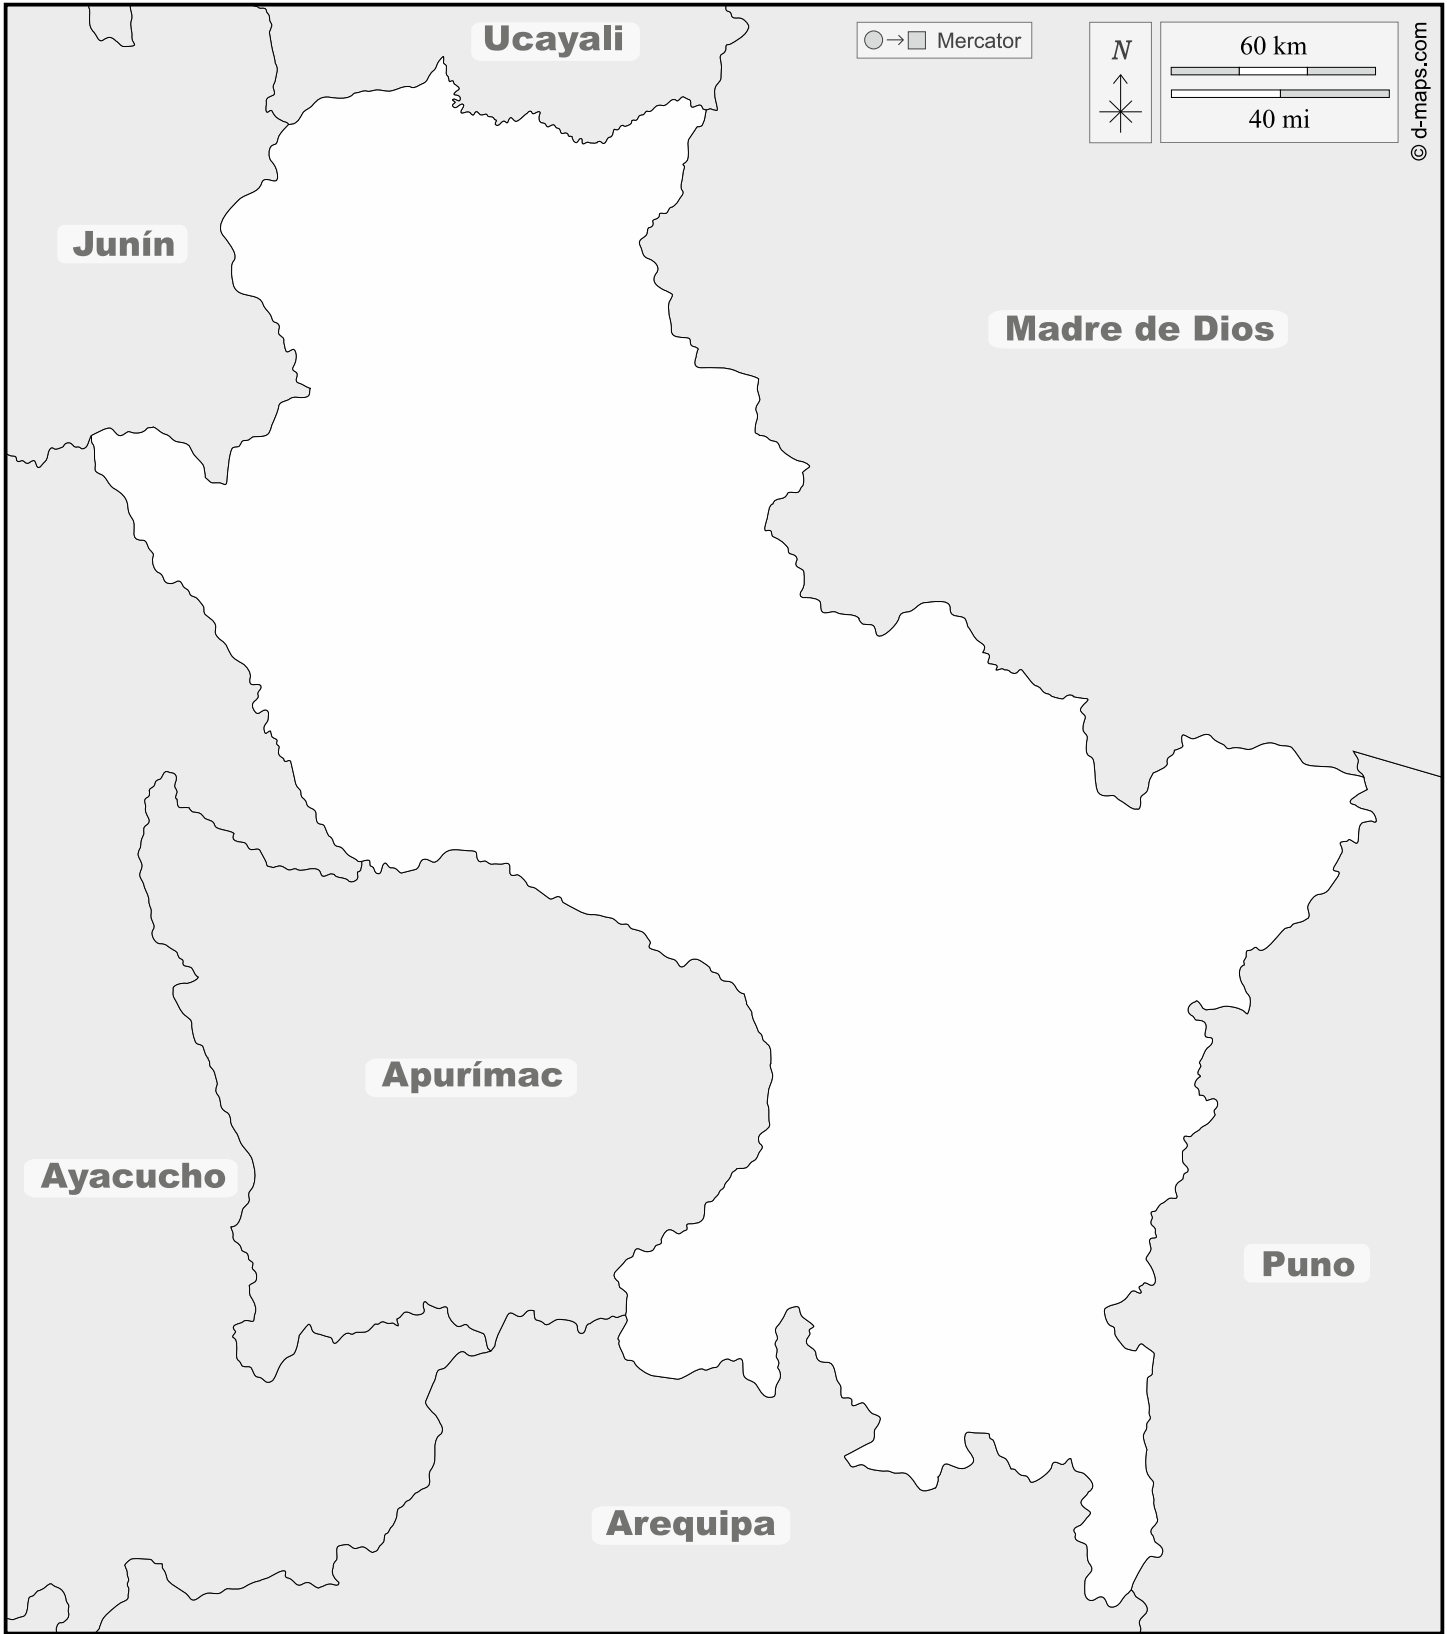 Ucayali
Mercator
N
60 km
40 mi
© d-maps.com
Junín
Madre de Dios
Apurímac
Ayacucho
Puno
Arequipa